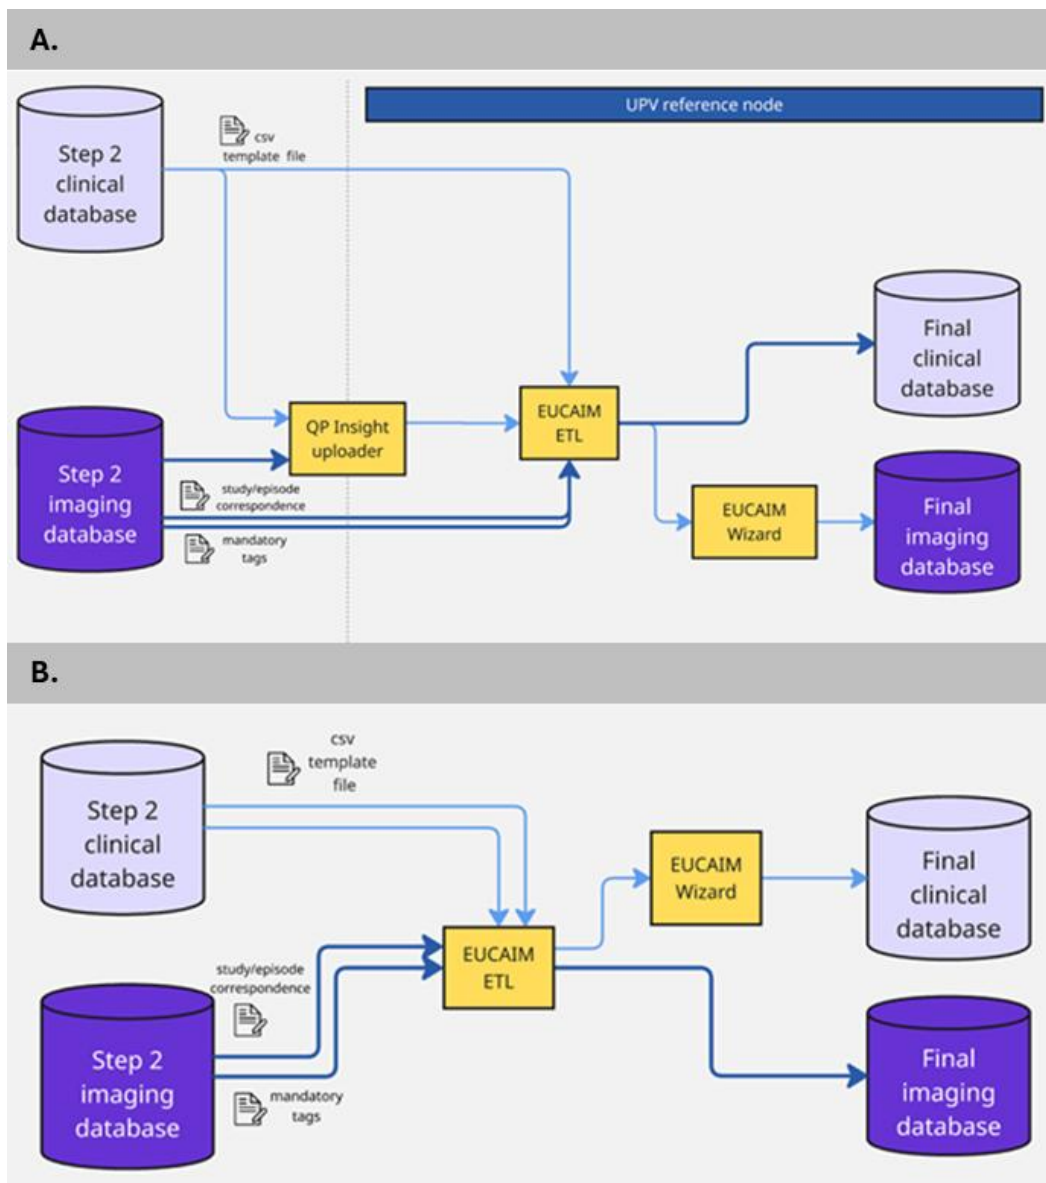 A.
UPV reference node
csv
template file
Step 2
clinical
database
Final
clinical
database
EUCAIM
ETL
QP Insight
uploader
Step 2
imaging
database
study/episode
correspondence
mandatory
tags
EUCAIM
Wizard
Final
imaging
database
B.
csv
template
file
Step 2
clinical
database
EUCAIM
Wizard
Final
clinical
database
EUCAIM
ETL
study/episode
correspondence
Step 2
imaging
database
mandatory
tags
Final
imaging
database